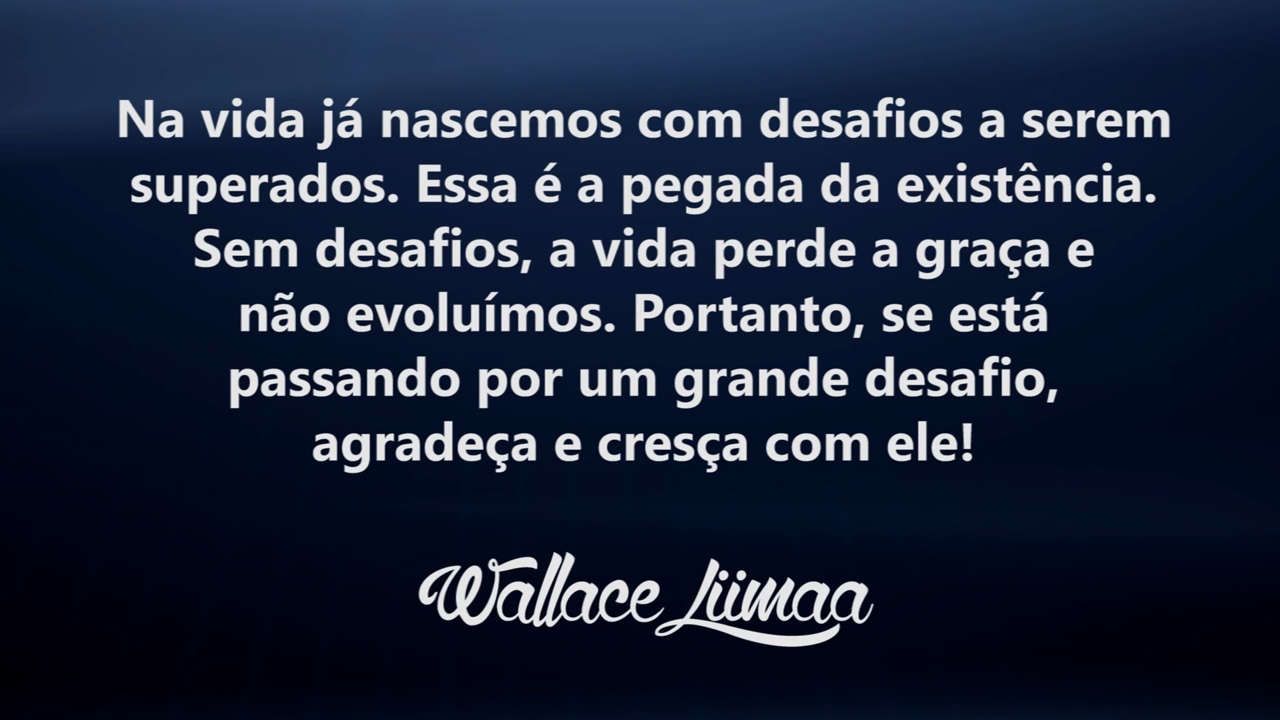 Na vida já nascemos com desafios a serem
superados. Essa é a pegada da existência.
Sem desafios, a vida perde a graça e
não evoluímos. Portanto, se está
passando por um grande desafio,
agradeça e cresça com ele!
Wallace Liimaa